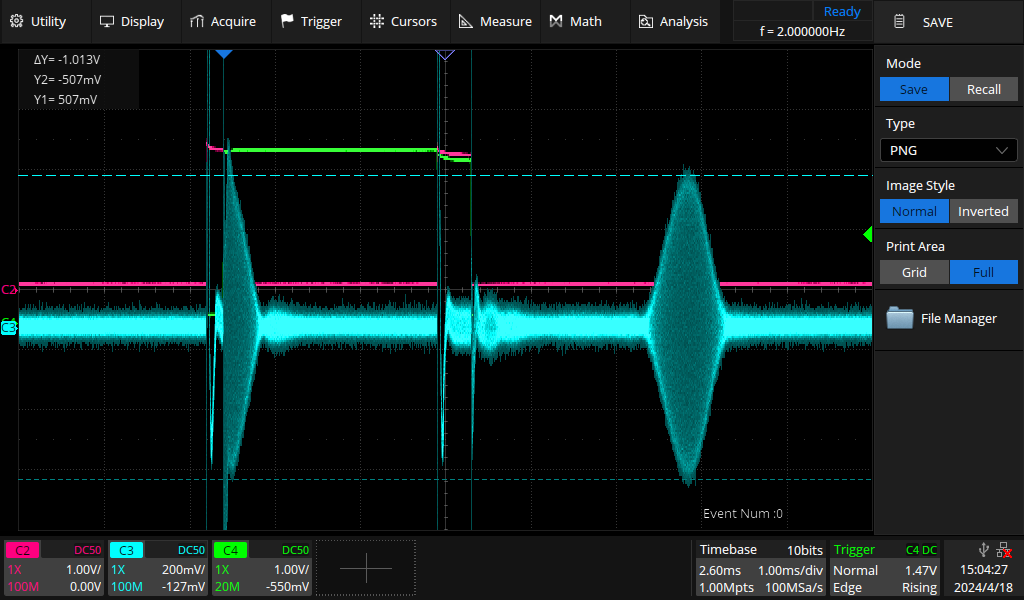 Utility Display Acquire Trigger Cursors Measure Math Analysis
Ready
f = 2.000000Hz
SAVE
ΔY= -1.013V
Y2= -507mV
Y1= 507mV
Mode
Save Recall
Type
PNG
Image Style
Normal Inverted
Print Area
Grid Full
File Manager
C2
C3
Event Num :0
C2 DC50
1X 1.00V/
100M 0.00V
C3 DC50
1X 200mV/
100M -127mV
C4 DC50
1X 1.00V/
20M -550mV
Timebase 10bits
2.60ms 1.00ms/div
1.00Mpts 100MSa/s
Trigger C4 DC
Normal 1.47V
Edge Rising
15:04:27
2024/4/18